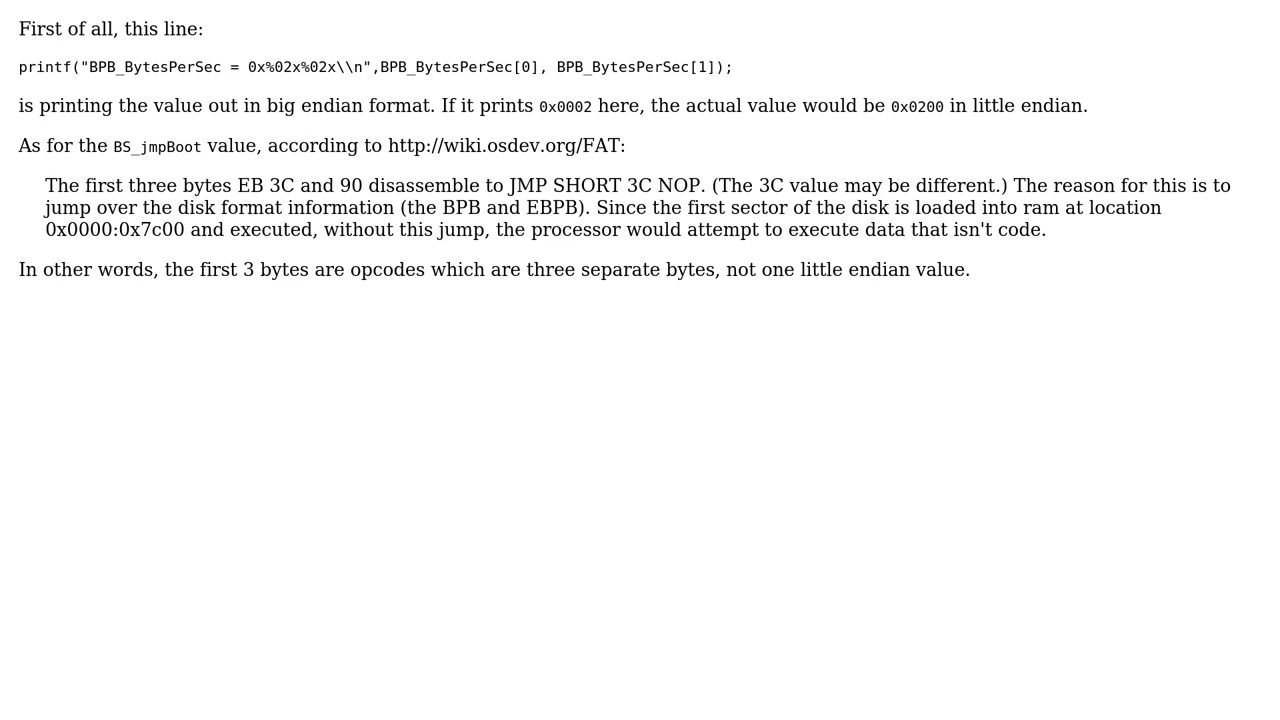 First of all, this line:
printf("BPB_BytesPerSec = 0x%02x%02x\\n",BPB_BytesPerSec[0], BPB_BytesPerSec[1]);
is printing the value out in big endian format. If it prints 0x0002 here, the actual value would be 0x0200 in little endian.
As for the BS_jmpBoot value, according to http://wiki.osdev.org/FAT:
The first three bytes EB 3C and 90 disassemble to JMP SHORT 3C NOP. (The 3C value may be different.) The reason for this is to
jump over the disk format information (the BPB and EBPB). Since the first sector of the disk is loaded into ram at location
0x0000:0x7c00 and executed, without this jump, the processor would attempt to execute data that isn't code.
In other words, the first 3 bytes are opcodes which are three separate bytes, not one little endian value.